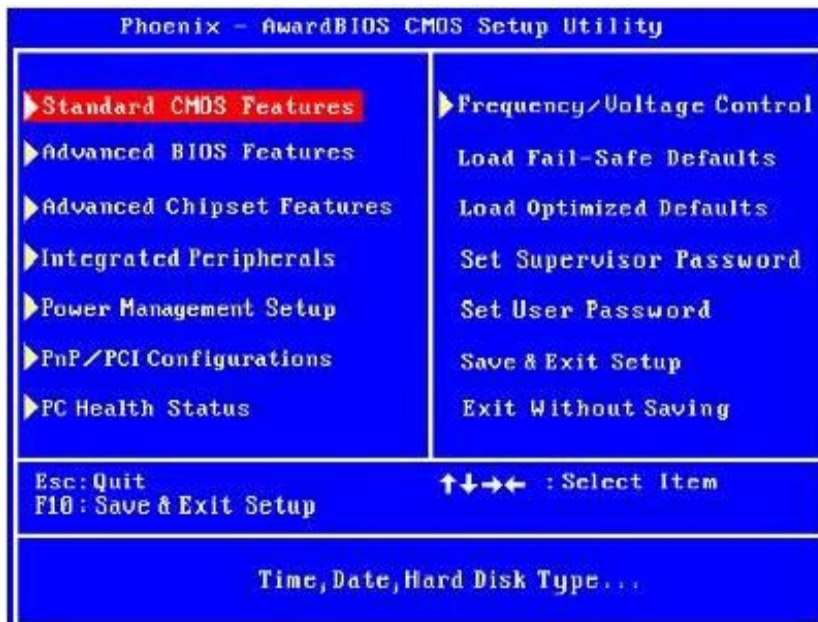 Phoenix - AwardBIOS CMOS Setup Utility
Standard CMOS Features
Advanced BIOS Features
Advanced Chipset Features
Integrated Peripherals
Power Management Setup
PnP/PCI Configurations
PC Health Status
Frequency/Voltage Control
Load Fail-Safe Defaults
Load Optimized Defaults
Set Supervisor Password
Set User Password
Save & Exit Setup
Exit Without Saving
Esc:Quit
F10:Save & Exit Setup
↑↓→← :Select Item
Time,Date,Hard Disk Type...